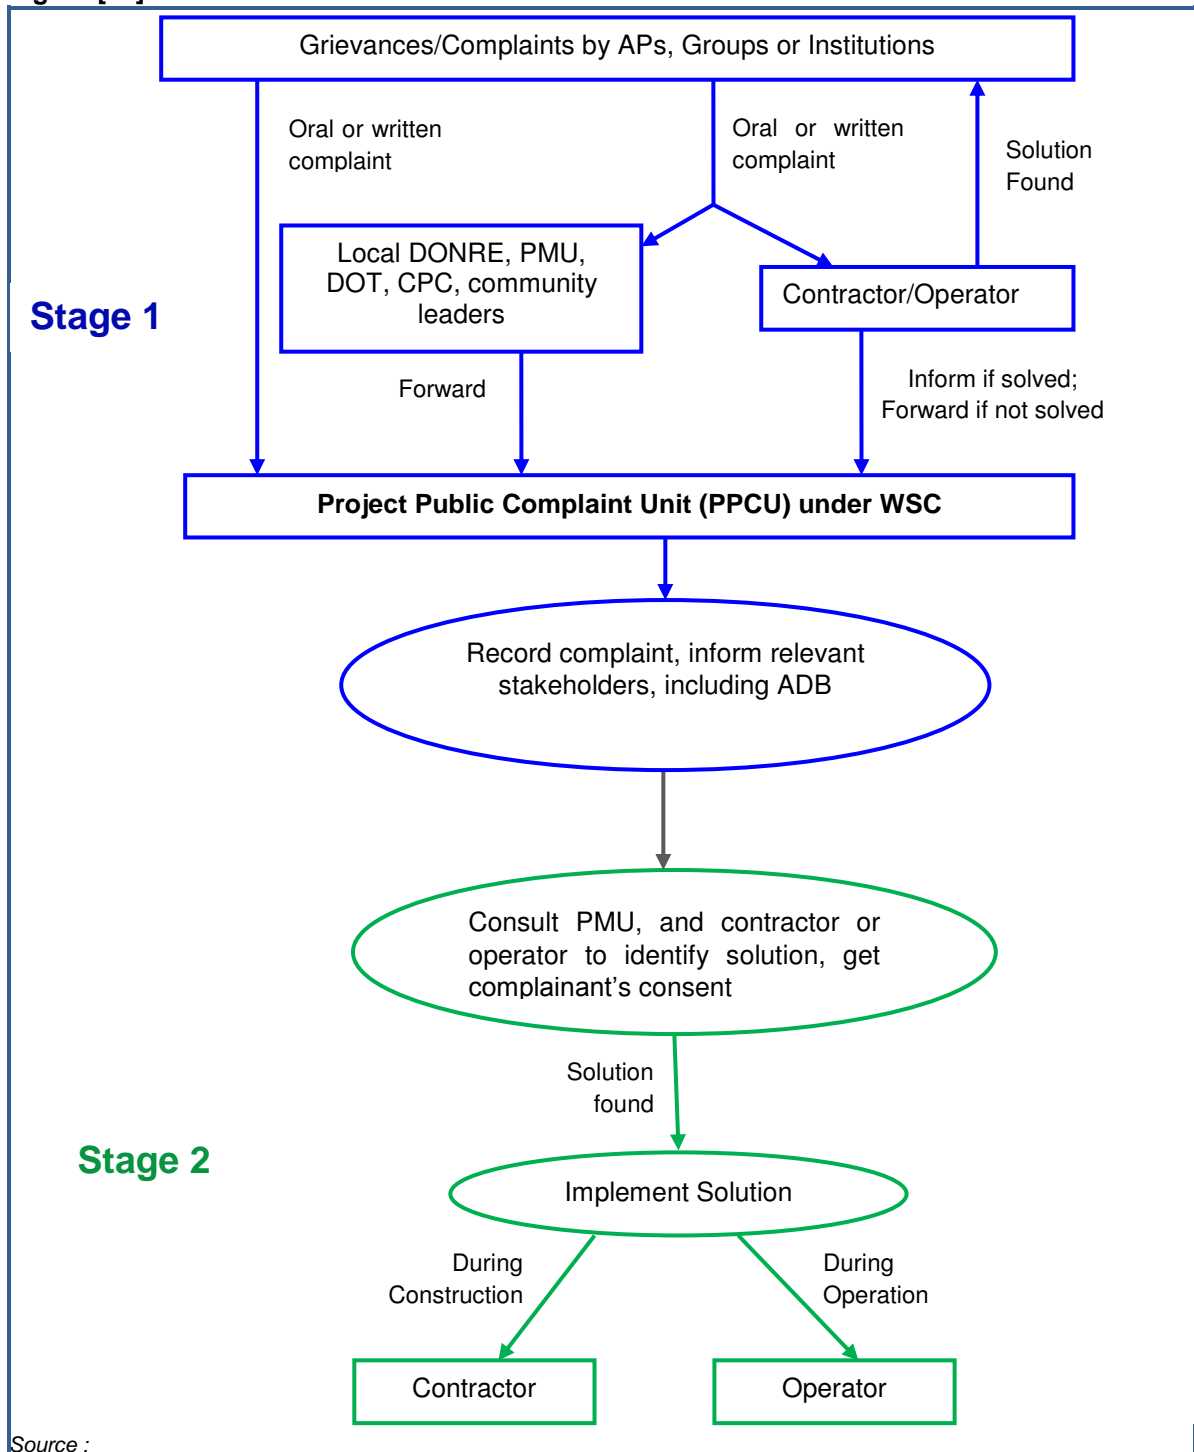 Grievances/Complaints by APs, Groups or Institutions
Oral or written
complaint
Oral or written
complaint
Solution
Found
Local DONRE, PMU,
DOT, CPC, community
leaders
Contractor/Operator
Stage 1
Forward
Inform if solved;
Forward if not solved
Project Public Complaint Unit (PPCU) under WSC
Record complaint, inform relevant
stakeholders, including ADB
Consult PMU, and contractor or
operator to identify solution, get
complainant's consent
Solution
found
Stage 2
Implement Solution
During
Construction
During
Operation
Contractor
Operator
Source :